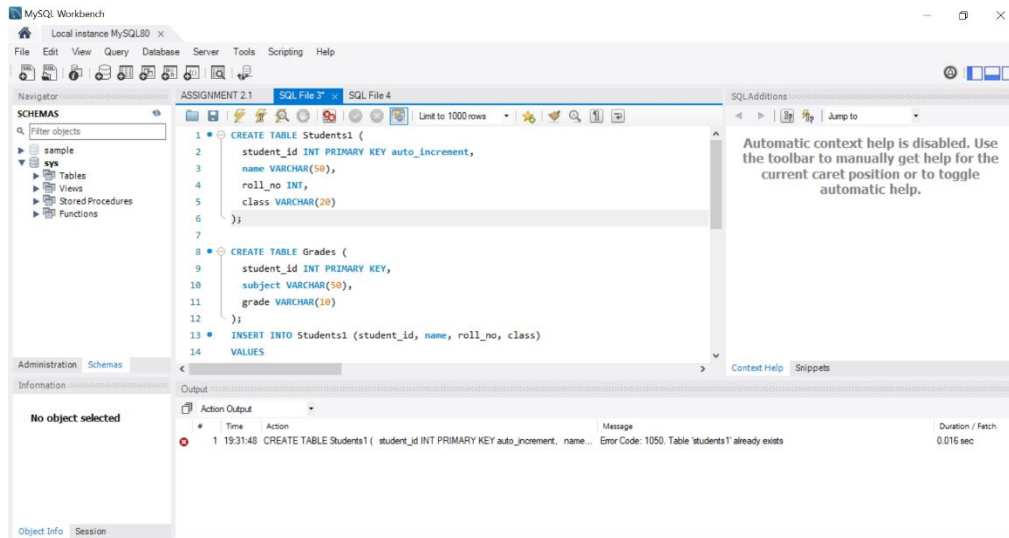 MySQL Workbench
Local instance MySQL80 ×
File Edit View Query Database Server Tools Scripting Help
Navigator
SCHEMAS
Filter objects
sample
sys
Tables
Views
Stored Procedures
Functions
Administration Schemas
Information
No object selected
Object Info Session
ASSIGNMENT 2.1 SQL File 3* × SQL File 4
Limit to 1000 rows
1 CREATE TABLE Students1 (
2 student_id INT PRIMARY KEY auto_increment,
3 name VARCHAR(50),
4 roll_no INT,
5 class VARCHAR(20)
6 );
7
8 CREATE TABLE Grades (
9 student_id INT PRIMARY KEY,
10 subject VARCHAR(50),
11 grade VARCHAR(10)
12 );
13 INSERT INTO Students1 (student_id, name, roll_no, class)
14 VALUES
SQLAdditions
Jump to
Automatic context help is disabled. Use
the toolbar to manually get help for the
current caret position or to toggle
automatic help.
Context Help Snippets
Output
Action Output
# Time Action Message Duration / Fetch
1 19:31:48 CREATE TABLE Students1 ( student_id INT PRIMARY KEY auto_increment, name... Error Code: 1050. Table 'students1' already exists 0.016 sec